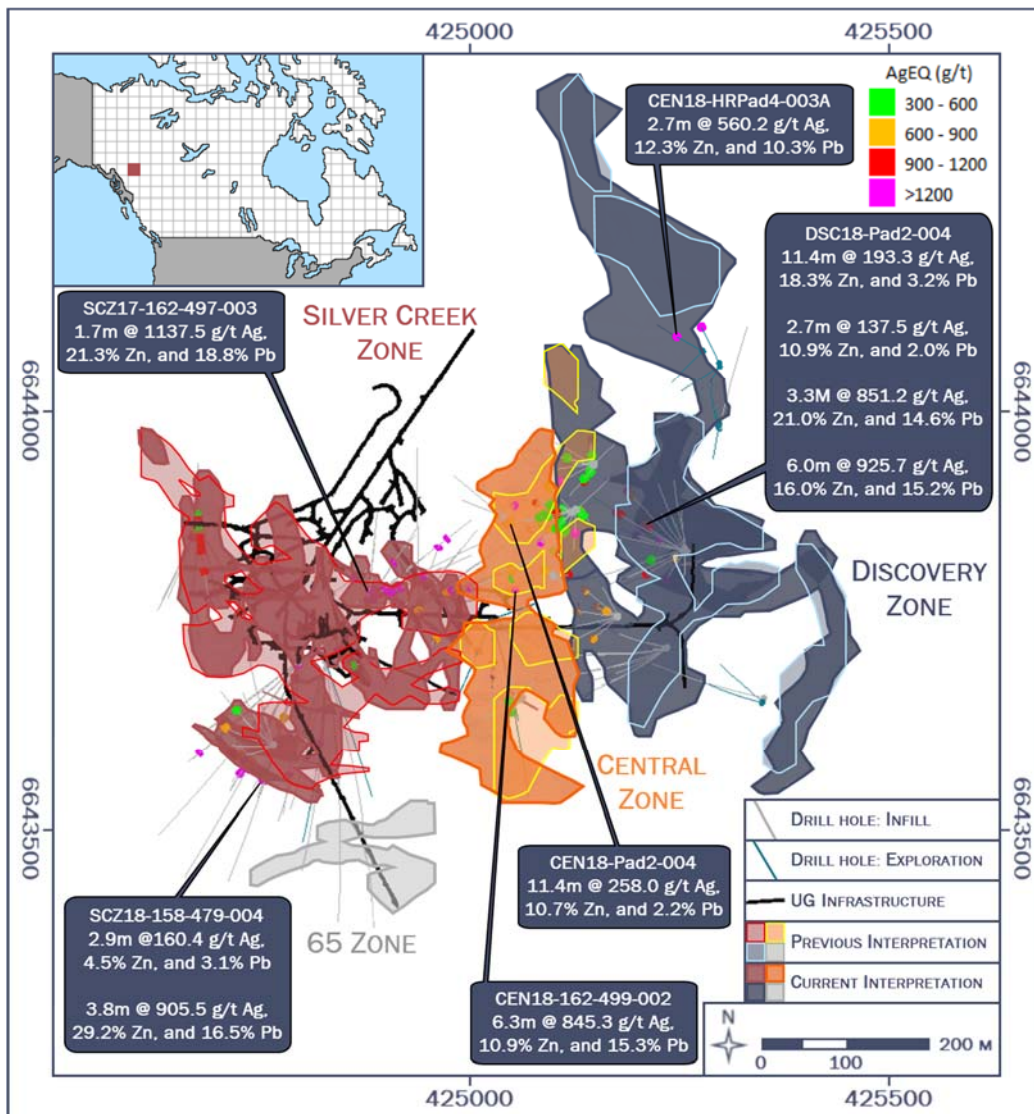 425000
425500
AgEQ (g/t)
300 - 600
600 - 900
900 - 1200
>1200
CEN18-HRPad4-003A
2.7m @ 560.2 g/t Ag,
12.3% Zn, and 10.3% Pb
DSC18-Pad2-004
11.4m @ 193.3 g/t Ag,
18.3% Zn, and 3.2% Pb
2.7m @ 137.5 g/t Ag,
10.9% Zn, and 2.0% Pb
3.3M @ 851.2 g/t Ag,
21.0% Zn, and 14.6% Pb
6.0m @ 925.7 g/t Ag,
16.0% Zn, and 15.2% Pb
SCZ17-162-497-003
1.7m @ 1137.5 g/t Ag,
21.3% Zn, and 18.8% Pb
SILVER CREEK
ZONE
6644000
6644000
DISCOVERY
ZONE
CENTRAL
ZONE
6643500
6643500
65 ZONE
CEN18-Pad2-004
11.4m @ 258.0 g/t Ag,
10.7% Zn, and 2.2% Pb
SCZ18-158-479-004
2.9m @160.4 g/t Ag,
4.5% Zn, and 3.1% Pb
3.8m @ 905.5 g/t Ag,
29.2% Zn, and 16.5% Pb
CEN18-162-499-002
6.3m @ 845.3 g/t Ag,
10.9% Zn, and 15.3% Pb
DRILL HOLE: INFILL
DRILL HOLE: EXPLORATION
UG INFRASTRUCTURE
PREVIOUS INTERPRETATION
CURRENT INTERPRETATION
N
0 100 200 M
425000
425500